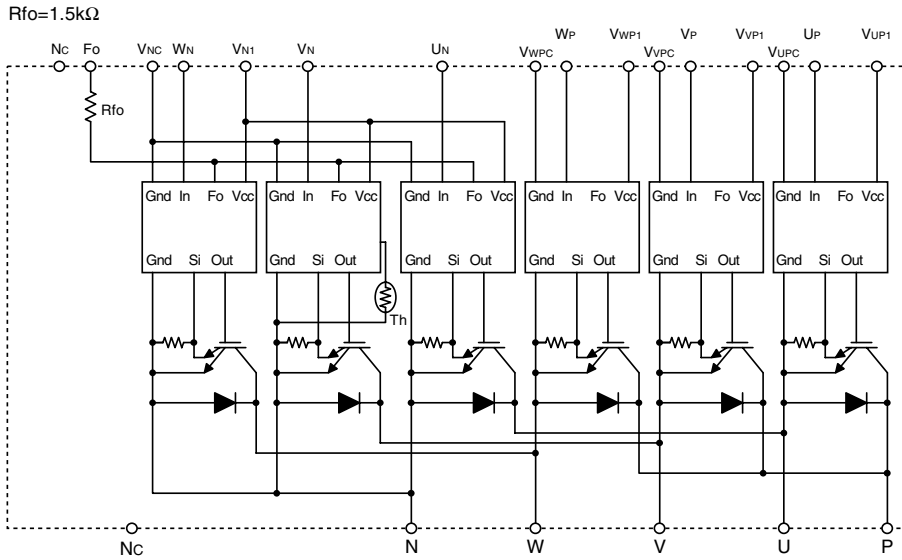 Rfo=1.5kΩ
NC FO VNC WN VN1 VN UN VWPC WP VWP1 VVPC VP VVP1 VUPC UP VUP1
Rfo
Gnd In Fo Vcc Gnd In Fo Vcc Gnd In Fo Vcc Gnd In Fo Vcc Gnd In Fo Vcc Gnd In Fo Vcc
Gnd Si Out Gnd Si Out Gnd Si Out Gnd Si Out Gnd Si Out Gnd Si Out
Th
NC N W V U P